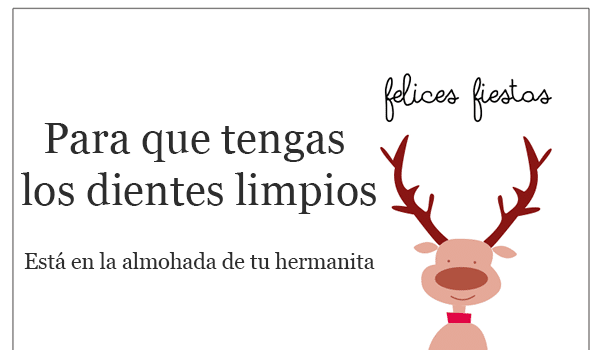 felices fiestas
Para que tengas
los dientes limpios
Está en la almohada de tu hermanita